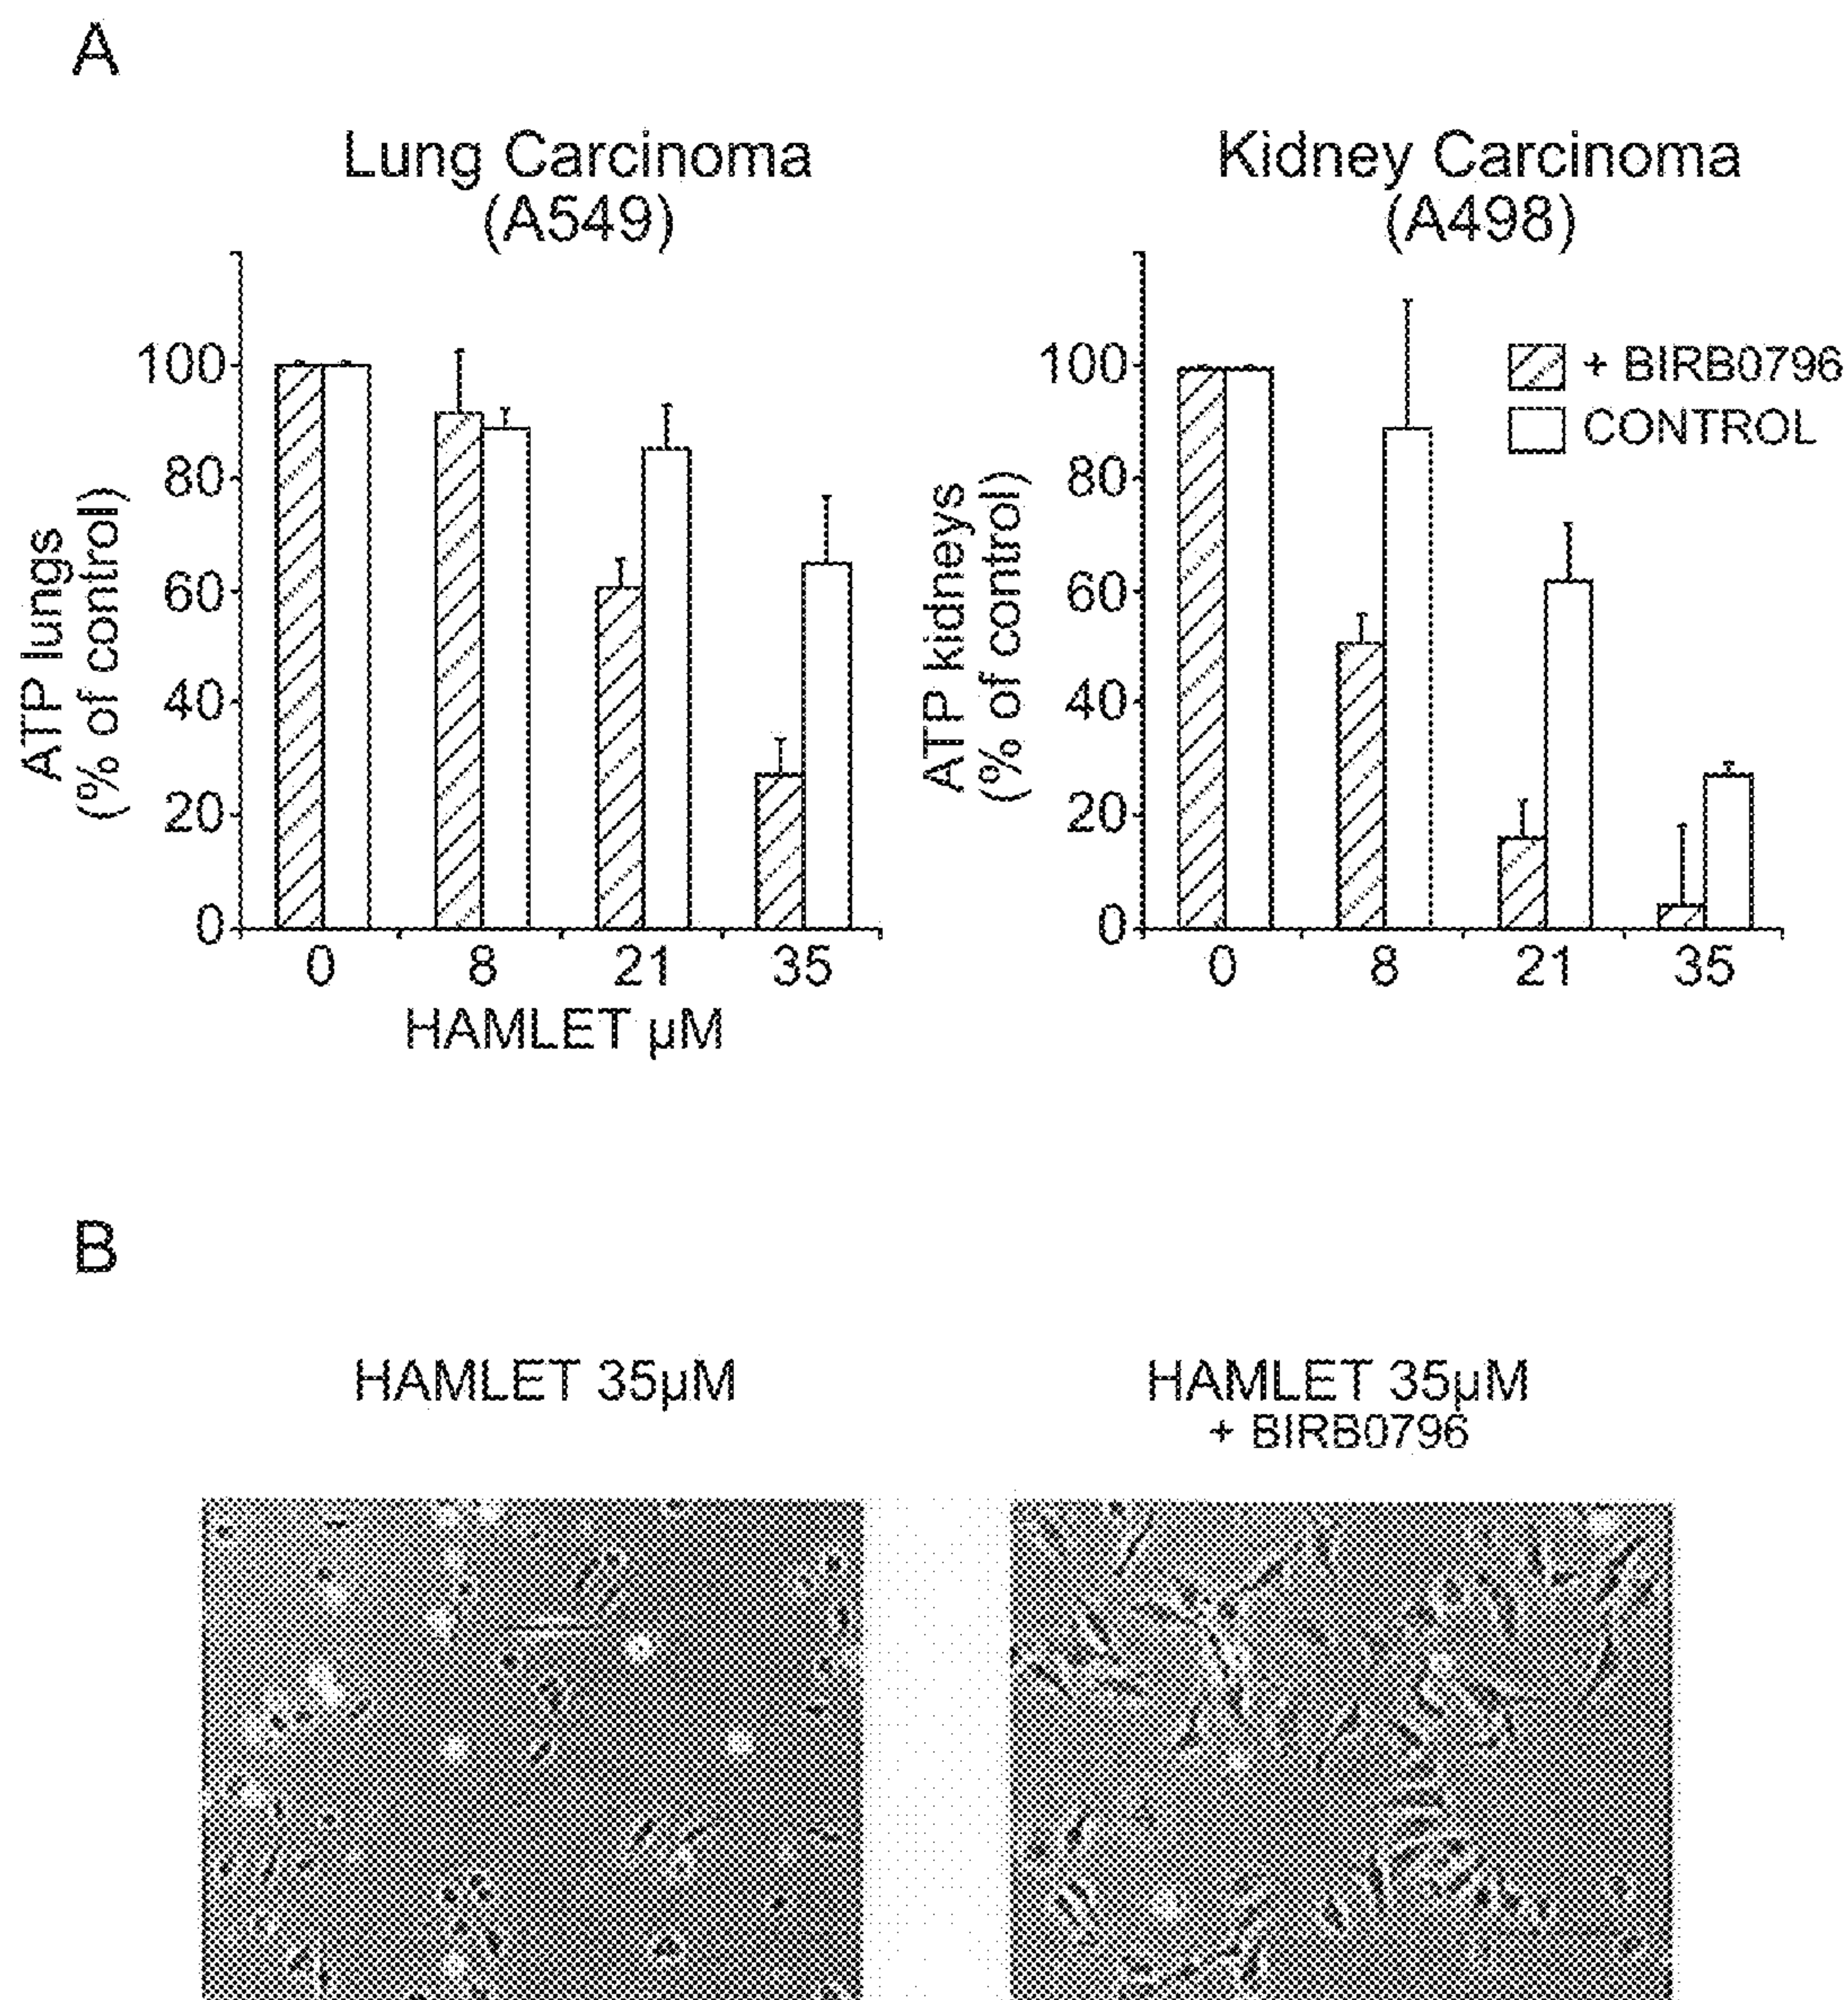 A
Lung Carcinoma
(A549)
ATP lungs
(% of control)
100
80
60
40
20
0
0 8 21 35
HAMLET µM
Kidney Carcinoma
(A498)
ATP kidneys
(% of control)
100
80
60
40
20
0
0 8 21 35
+ BIRB0796
CONTROL
B
HAMLET 35µM
HAMLET 35µM
+ BIRB0796